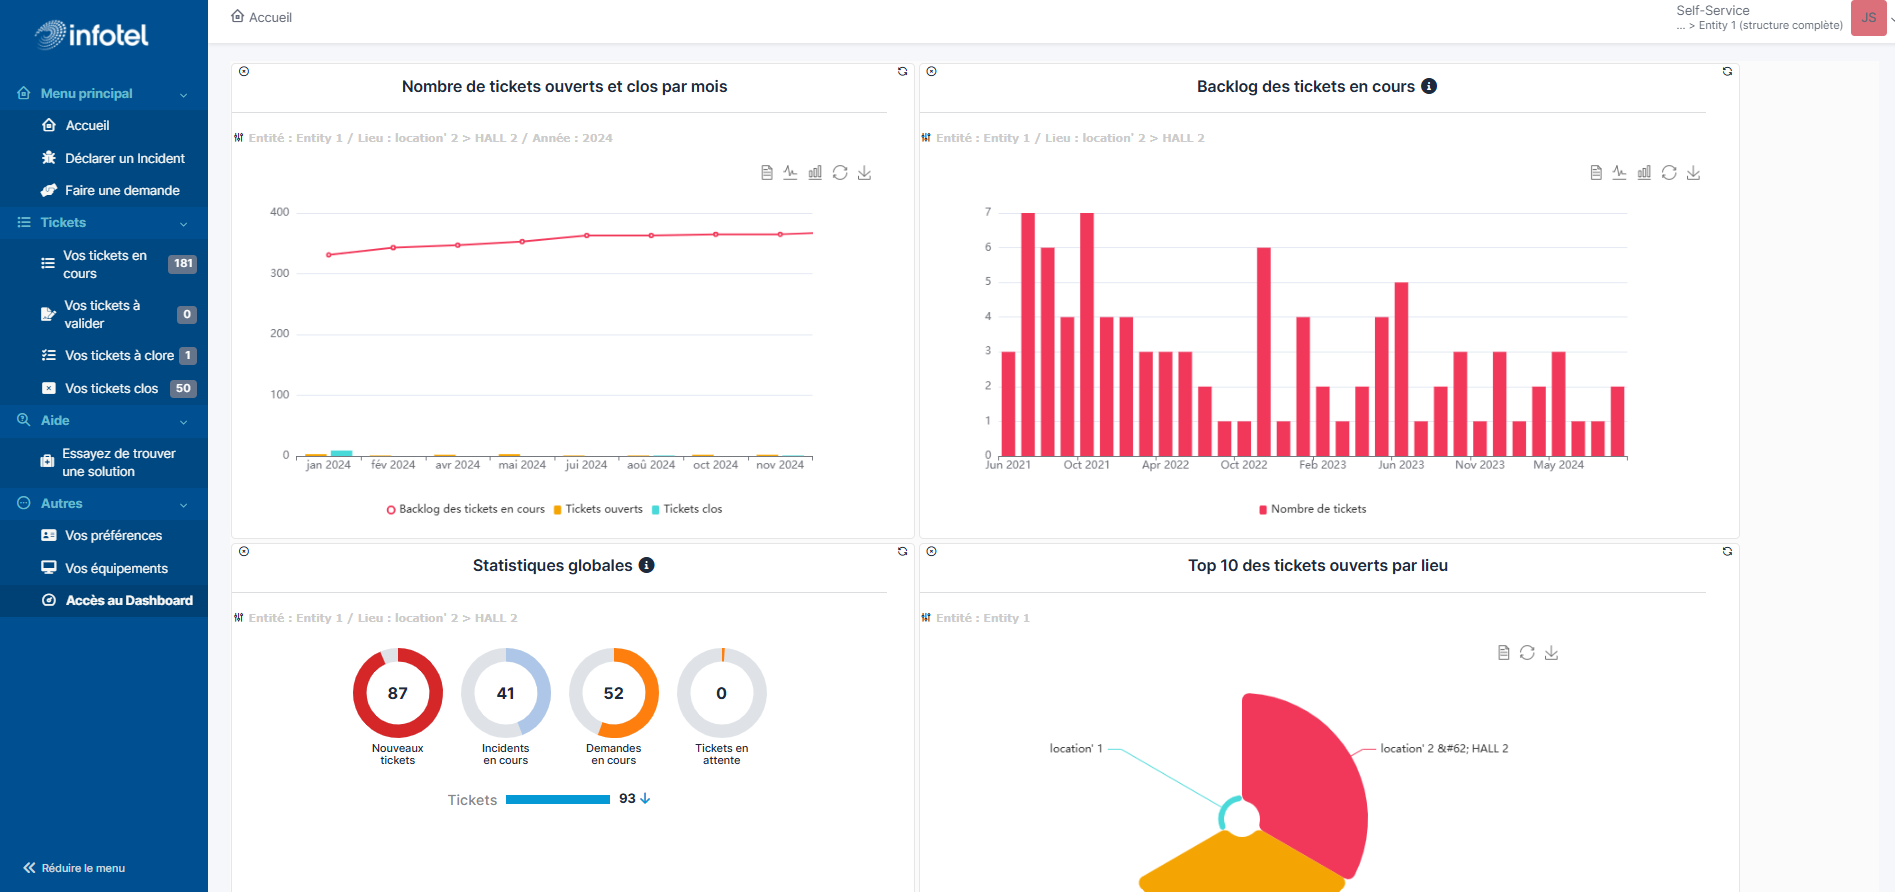 infotel
Menu principal
Accueil
Déclarer un Incident
Faire une demande
Tickets
Vos tickets en
cours
181
Vos tickets à
valider
0
Vos tickets à clore 1
Vos tickets clos 50
Aide
Essayez de trouver
une solution
Autres
Vos préférences
Vos équipements
Accès au Dashboard
Réduire le menu
Accueil
Self-Service
... > Entity 1 (structure complète)
JS
Nombre de tickets ouverts et clos par mois
Entité : Entity 1 / Lieu : location' 2 > HALL 2 / Année : 2024
400
300
200
100
0
jan 2024 fév 2024 avr 2024 mai 2024 jui 2024 aoû 2024 oct 2024 nov 2024
Backlog des tickets en cours Tickets ouverts Tickets clos
Backlog des tickets en cours
Entité : Entity 1 / Lieu : location' 2 > HALL 2
7
6
5
4
3
2
1
0
Jun 2021 Oct 2021 Apr 2022 Oct 2022 Feb 2023 Jun 2023 Nov 2023 May 2024
Nombre de tickets
Statistiques globales
Entité : Entity 1 / Lieu : location' 2 > HALL 2
87 41 52 0
Nouveaux
tickets
Incidents
en cours
Demandes
en cours
Tickets en
attente
Tickets 93
Top 10 des tickets ouverts par lieu
Entité : Entity 1
location' 1
location' 2 &#62; HALL 2